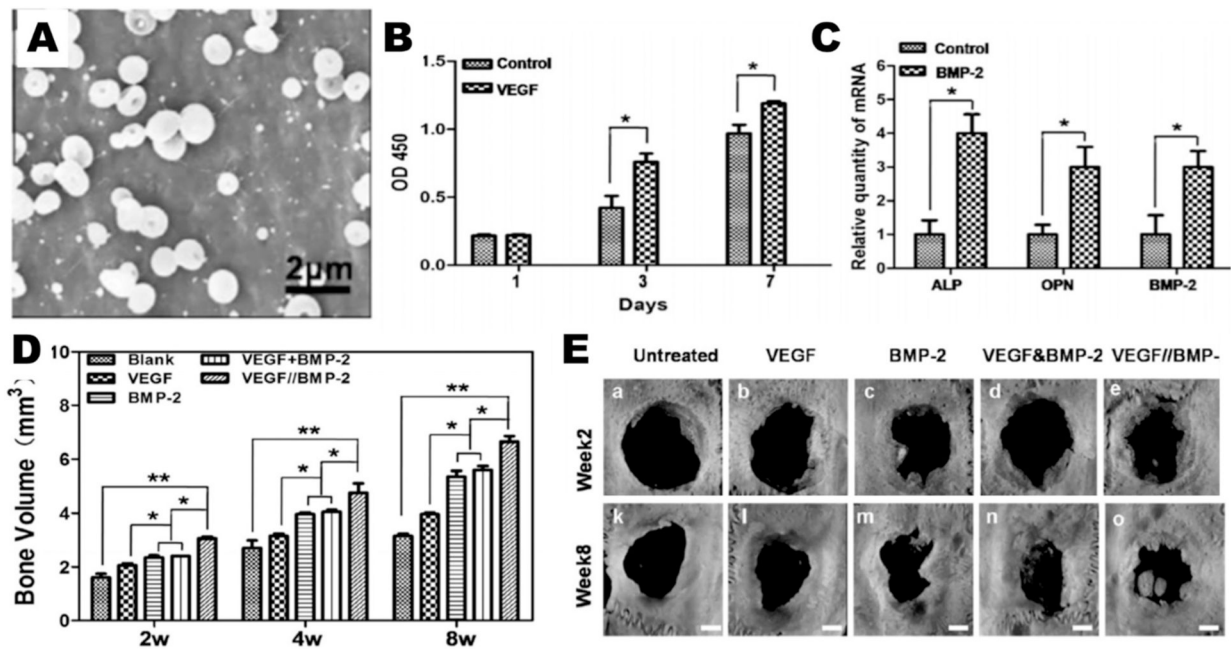 A
2μm
B
Control
VEGF
1.5
1.0
0.5
0.0
OD 450
*
*
1
3
7
Days
C
Control
BMP-2
6
5
4
3
2
1
0
Relative quantity of mRNA
*
*
*
ALP
OPN
BMP-2
D
Blank
VEGF
BMP-2
VEGF+BMP-2
VEGF//BMP-2
10
8
6
4
2
0
Bone Volume (mm³)
**
*
*
**
*
*
**
*
*
2w
4w
8w
E
Untreated
VEGF
BMP-2
VEGF&BMP-2
VEGF//BMP-
Week2
a
b
c
d
e
Week8
k
l
m
n
o